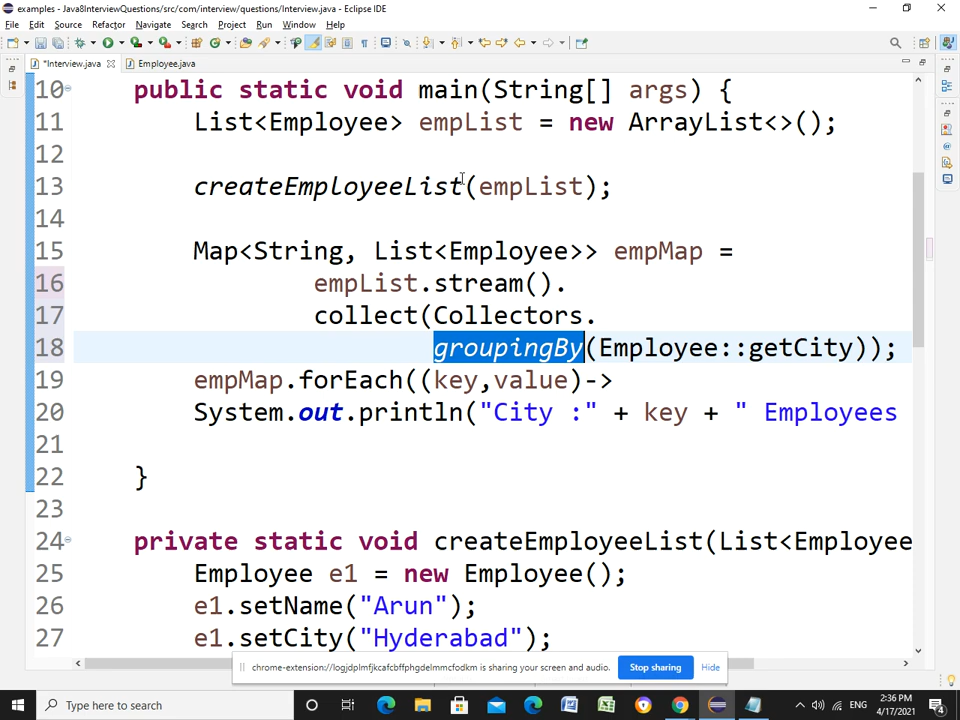 examples - Java8InterviewQuestions/src/com/interview/questions/Interview.java - Eclipse IDE
File Edit Source Refactor Navigate Search Project Run Window Help
*Interview.java Employee.java
10 public static void main(String[] args) {
11 List<Employee> empList = new ArrayList<>();
12
13 createEmployeeList(empList);
14
15 Map<String, List<Employee>> empMap =
16 empList.stream().
17 collect(Collectors.
18 groupingBy(Employee::getCity));
19 empMap.forEach((key,value)->
20 System.out.println("City :" + key + " Employees
21
22 }
23
24 private static void createEmployeeList(List<Employee
25 Employee e1 = new Employee();
26 e1.setName("Arun");
27 e1.setCity("Hyderabad");
chrome-extension://logjdplmfjkcafcbffphgdelmmcfodkm is sharing your screen and audio. Stop sharing Hide
Type here to search
2:36 PM
4/17/2021
4